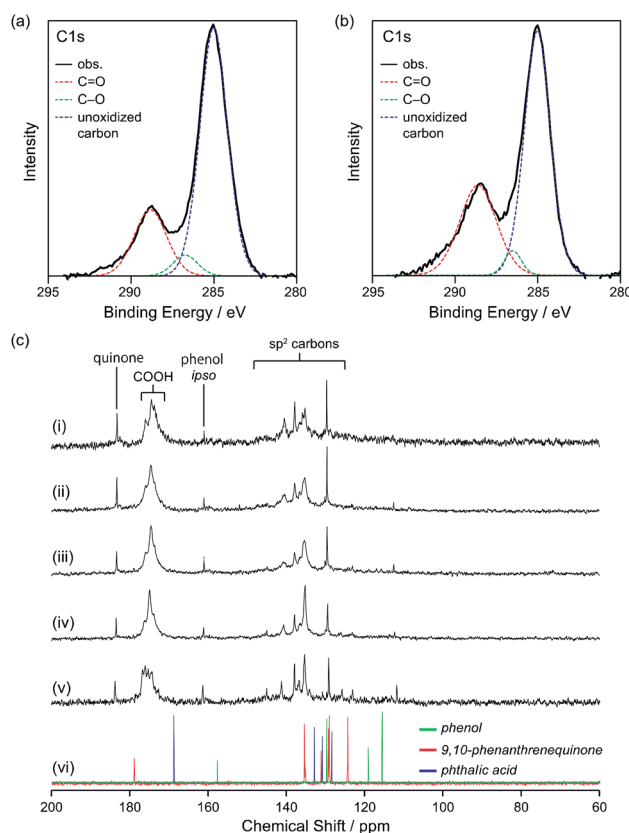 (a)
C1s
obs.
C=O
C–O
unoxidized
carbon
Intensity
295 290 285 280
Binding Energy / eV
(b)
C1s
obs.
C=O
C–O
unoxidized
carbon
Intensity
295 290 285 280
Binding Energy / eV
(c)
quinone
COOH
phenol
ipso
sp² carbons
(i)
(ii)
(iii)
(iv)
(v)
(vi)
phenol
9,10-phenanthrenequinone
phthalic acid
200 180 160 140 120 100 80 60
Chemical Shift / ppm